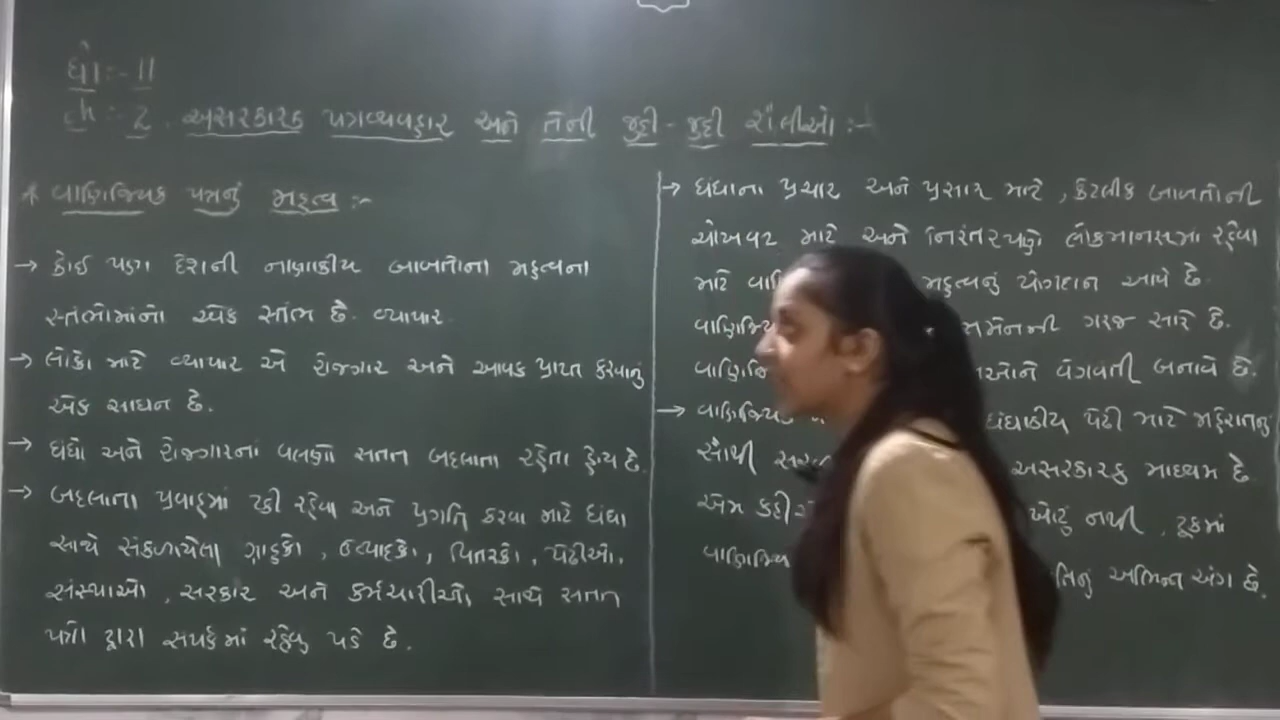 ધો :- 11
ch :- 2. અસરકારક પત્રવ્યવહાર અને તેની જુદી - જુદી શૈલીઓ :-
* વાણિજ્યિક પત્રનું મહત્વ :-
→ કોઈ પણ દેશની નાણાકીય બાબતોના મહત્વના
સ્તંભોમાંનો એક સ્તંભ છે. વ્યાપાર.
→ લોકો માટે વ્યાપાર એ રોજગાર અને આવક પ્રાપ્ત કરવાનું
એક સાધન છે.
→ ધંધો અને રોજગારનાં વલણો સતત બદલાતા રહેતા હોય છે.
→ બદલાતા પ્રવાહમાં ટકી રહેવા અને પ્રગતિ કરવા માટે ધંધા
સાથે સંકળાયેલા ગ્રાહકો, ઉત્પાદકો, વિતરકો, પેઢીઓ,
સંસ્થાઓ, સરકાર અને કર્મચારીઓ સાથે સતત
પત્રો દ્વારા સંપર્કમાં રહેવુ પડે છે.
→ ધંધાના પ્રચાર અને પ્રસાર માટે, કેટલીક બાબતોની
ચોખવટ માટે અને નિરંતરપણે લોકમાનસમાં રહેવા
માટે મહત્વનું યોગદાન આપે છે.
ગરજ સારે છે.
વેગવંતી બનાવે છે.
→ ધંધાકીય પેઢી માટે મહેસાતનું
સૌથી અસરકારક માધ્યમ છે
એમ કહીએ ખોટું નથી, ટૂંકમાં
અભિન્ન અંગ છે.